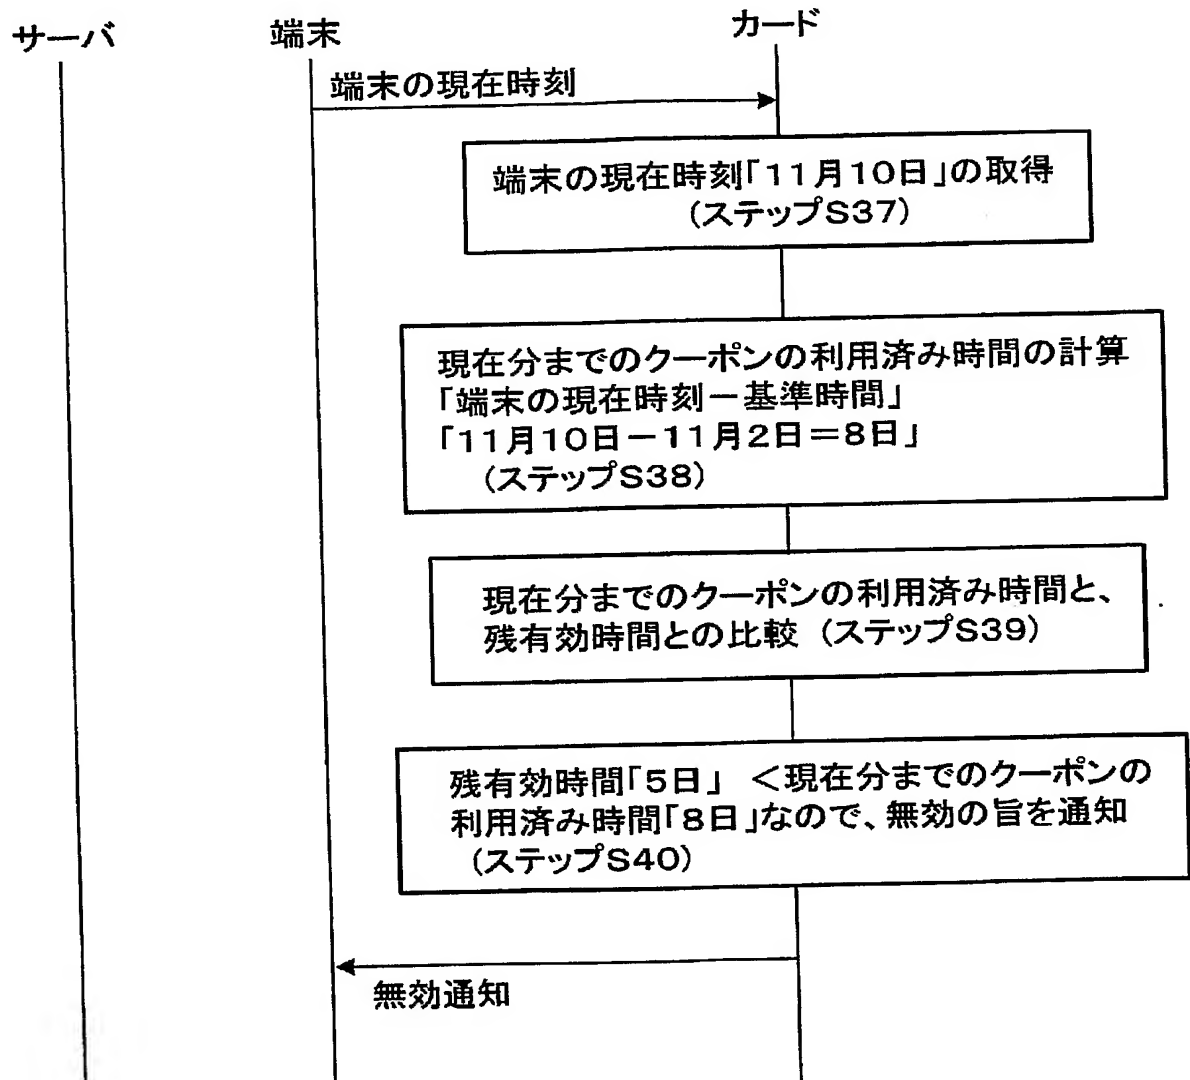 サーバ
端末
カード
端末の現在時刻
端末の現在時刻「11月10日」の取得
(ステップS37)
現在分までのクーポンの利用済み時間の計算
「端末の現在時刻－基準時間」
「11月10日－11月2日＝8日」
(ステップS38)
現在分までのクーポンの利用済み時間と、
残有効時間との比較 (ステップS39)
残有効時間「5日」 ＜現在分までのクーポンの
利用済み時間「8日」なので、無効の旨を通知
(ステップS40)
無効通知